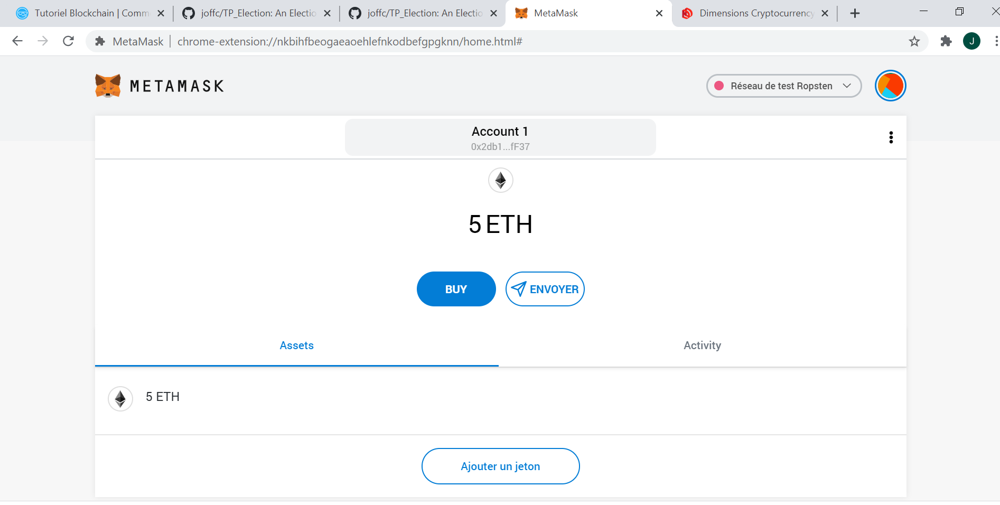 Tutoriel Blockchain | Comm
joffc/TP_Election: An Electio
joffc/TP_Election: An Electio
MetaMask
Dimensions Cryptocurrency
MetaMask
chrome-extension://nkbihfbeogaeaoehlefnkodbefgpgknn/home.html#
J
METAMASK
Réseau de test Ropsten
Account 1
0x2db1...fF37
5 ETH
BUY
ENVOYER
Assets
Activity
5 ETH
Ajouter un jeton